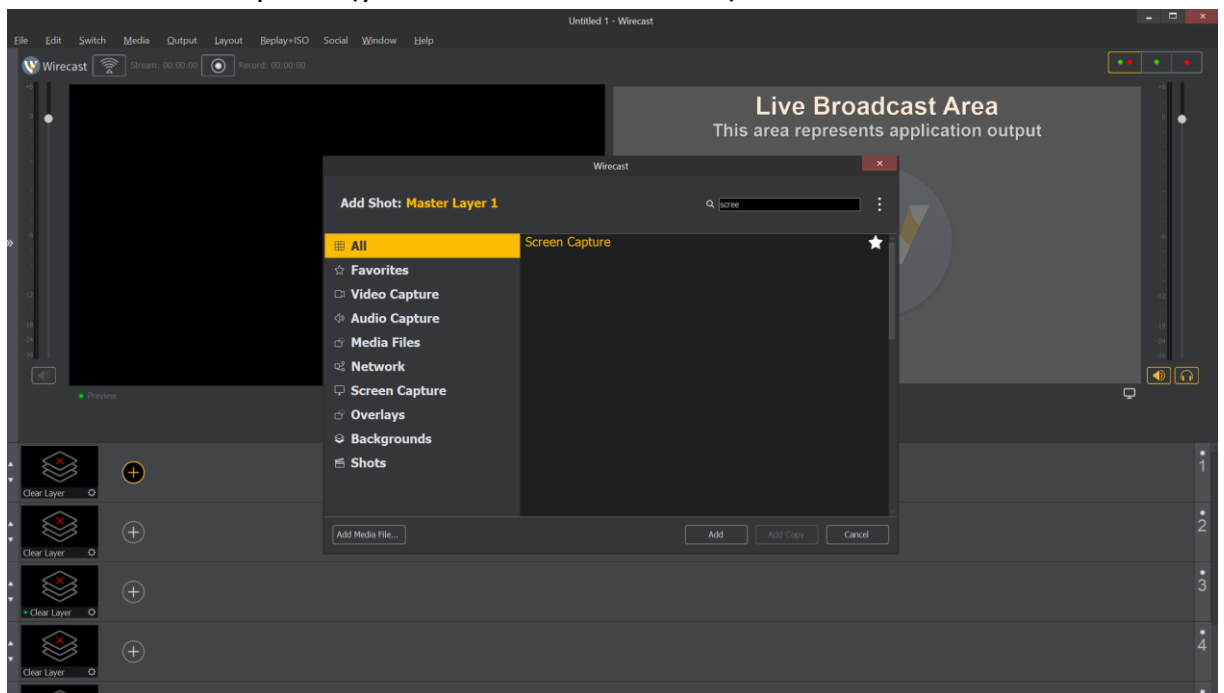 Untitled 1 - Wirecast
File Edit Switch Media Output Layout Replay+ISO Social Window Help
Wirecast Stream: 00:00:00 Record: 00:00:00
Live Broadcast Area
This area represents application output
Wirecast
Add Shot: Master Layer 1
scree
All
Favorites
Video Capture
Audio Capture
Media Files
Network
Screen Capture
Overlays
Backgrounds
Shots
Screen Capture
Add Media File...
Add
Add Copy
Cancel
Preview
Clear Layer
1
Clear Layer
2
Clear Layer
3
Clear Layer
4